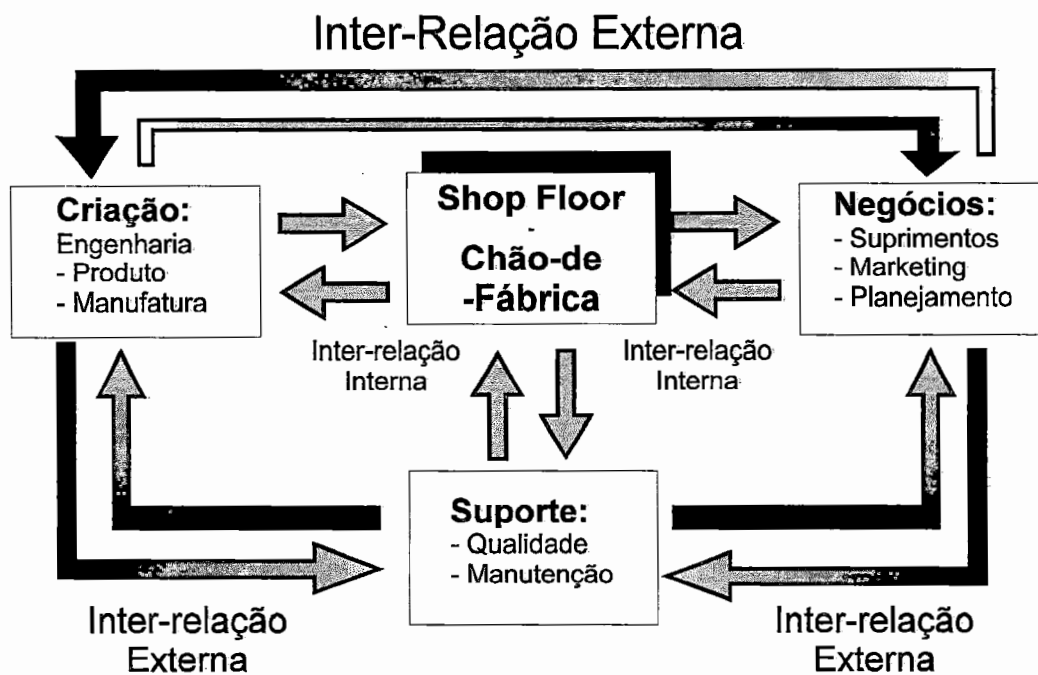 Inter-Relação Externa
Criação:
Engenharia
- Produto
- Manufatura
Shop Floor
-
Chão-de
-Fábrica
Negócios:
- Suprimentos
- Marketing
- Planejamento
Inter-relação
Interna
Inter-relação
Interna
Suporte:
- Qualidade
- Manutenção
Inter-relação
Externa
Inter-relação
Externa